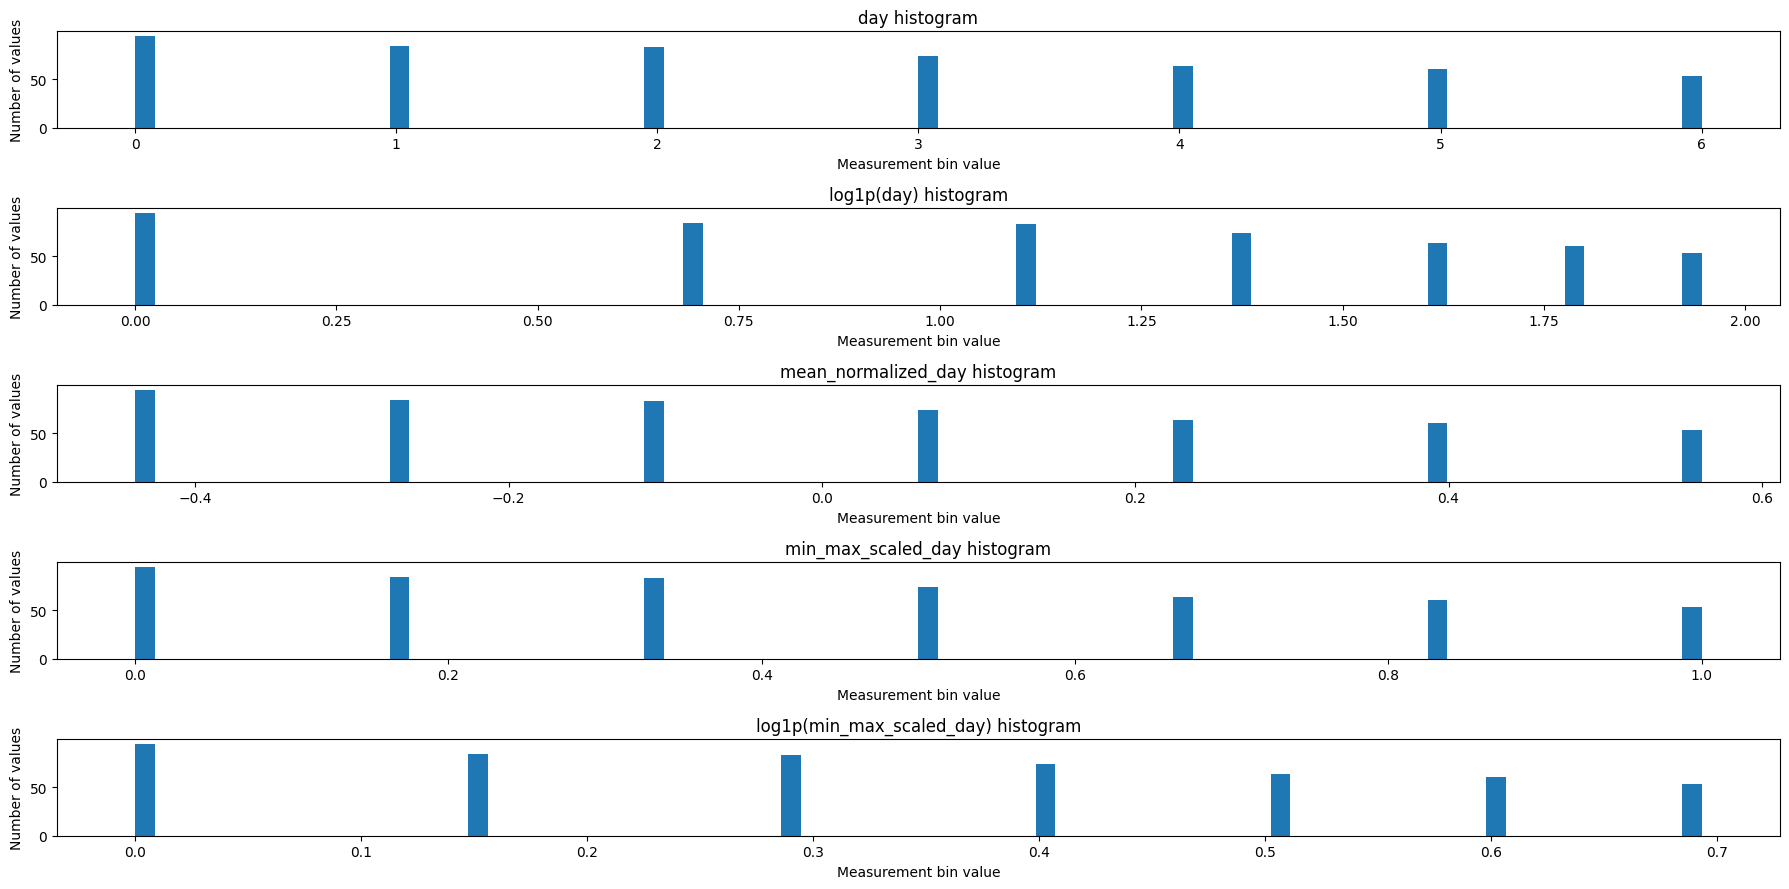 day histogram
Number of values
50
0
0 1 2 3 4 5 6
Measurement bin value
log1p(day) histogram
Number of values
50
0
0.00 0.25 0.50 0.75 1.00 1.25 1.50 1.75 2.00
Measurement bin value
mean_normalized_day histogram
Number of values
50
0
−0.4 −0.2 0.0 0.2 0.4 0.6
Measurement bin value
min_max_scaled_day histogram
Number of values
50
0
0.0 0.2 0.4 0.6 0.8 1.0
Measurement bin value
log1p(min_max_scaled_day) histogram
Number of values
50
0
0.0 0.1 0.2 0.3 0.4 0.5 0.6 0.7
Measurement bin value